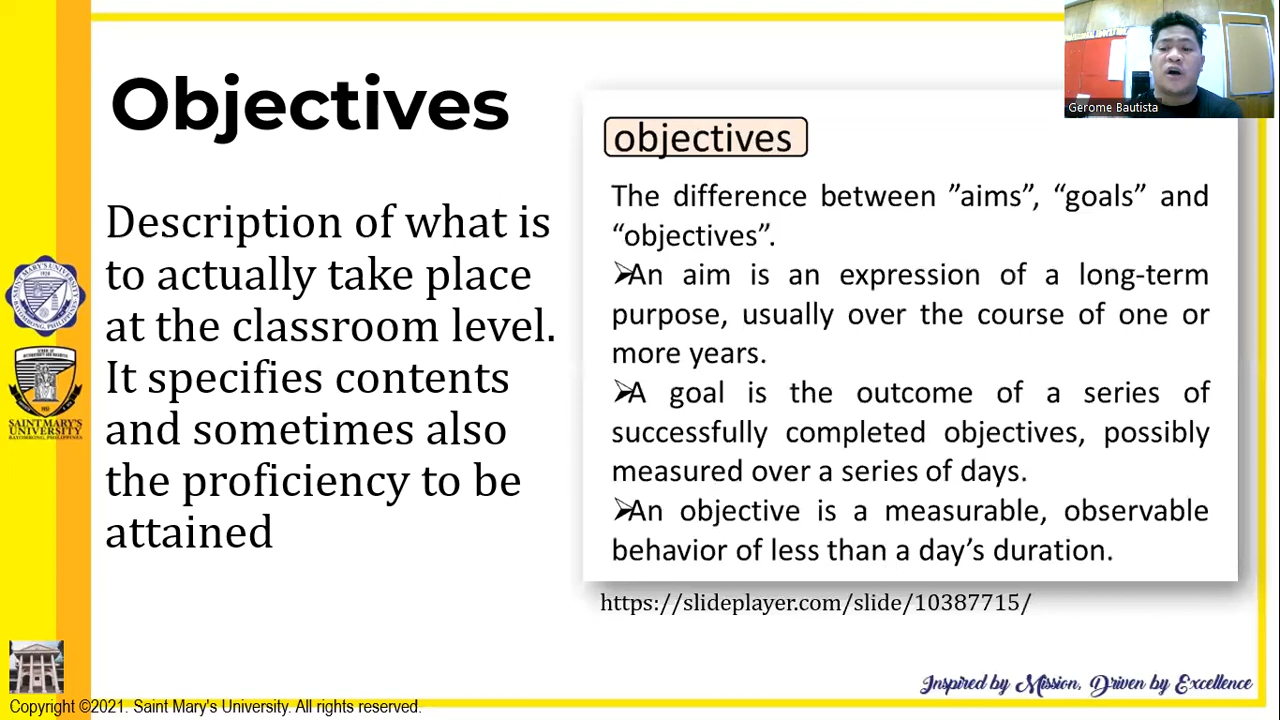 Objectives
Description of what is
to actually take place
at the classroom level.
It specifies contents
and sometimes also
the proficiency to be
attained
Gerome Bautista
objectives
The difference between ”aims”, “goals” and
“objectives”.
➢An aim is an expression of a long-term
purpose, usually over the course of one or
more years.
➢A goal is the outcome of a series of
successfully completed objectives, possibly
measured over a series of days.
➢An objective is a measurable, observable
behavior of less than a day’s duration.
https://slideplayer.com/slide/10387715/
SAINT MARY'S
UNIVERSITY
BAYOMBONG, PHILIPPINES
Inspired by Mission, Driven by Excellence
Copyright ©2021. Saint Mary's University. All rights reserved.